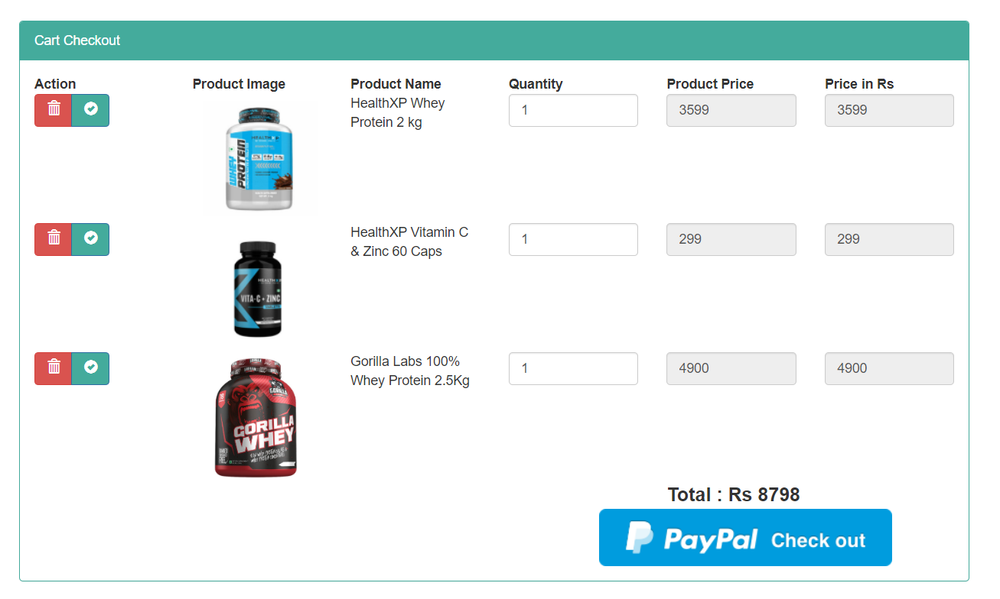 Cart Checkout
Action Product Image Product Name Quantity Product Price Price in Rs
HealthXP Whey
Protein 2 kg
1 3599 3599
WHEY
PROTEIN
HealthXP Vitamin C
& Zinc 60 Caps
1 299 299
VITA-C + ZINC
Gorilla Labs 100%
Whey Protein 2.5Kg
1 4900 4900
GORILLA
GORILLA
WHEY
Total : Rs 8798
PayPal Check out